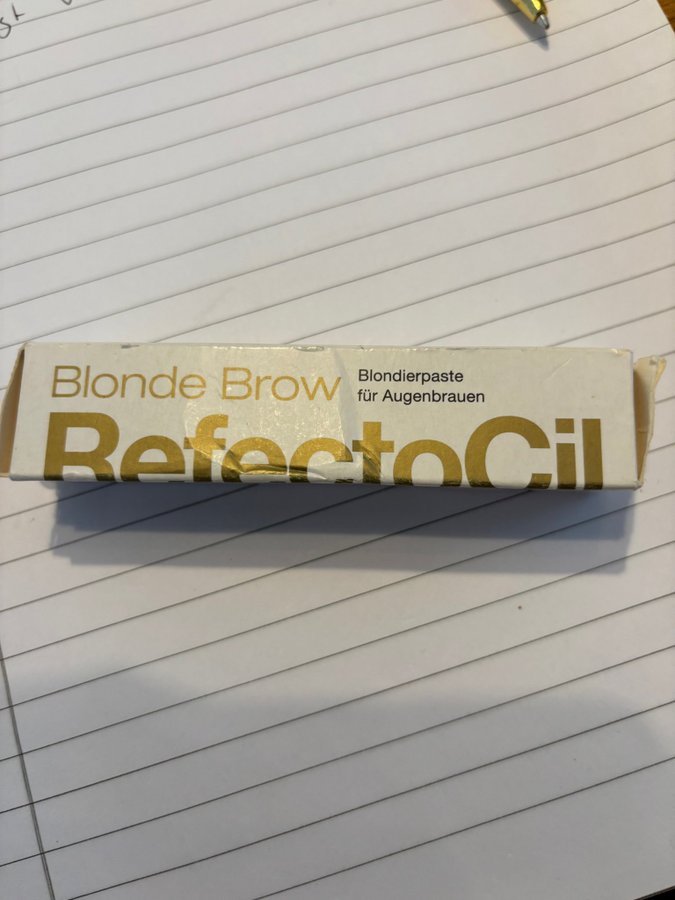 Blonde Brow
Blondierpaste
für Augenbrauen
RefectoCil